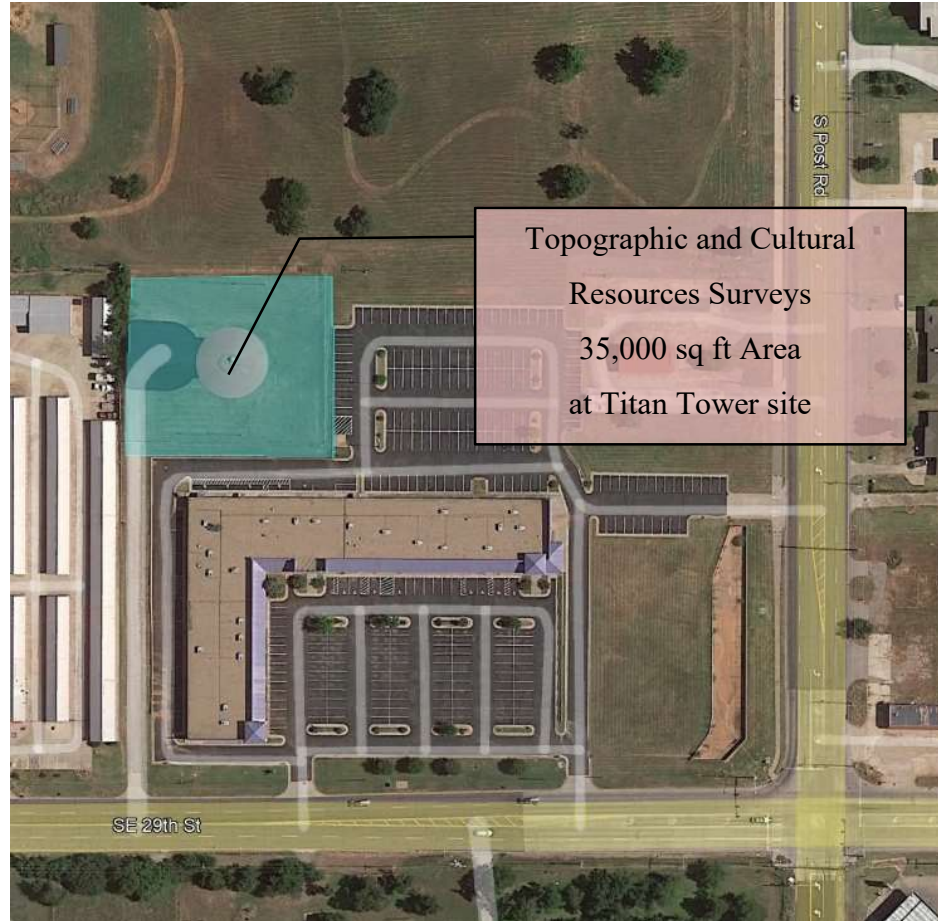 S Post Rd
Topographic and Cultural
Resources Surveys
35,000 sq ft Area
at Titan Tower site
SE 29th St